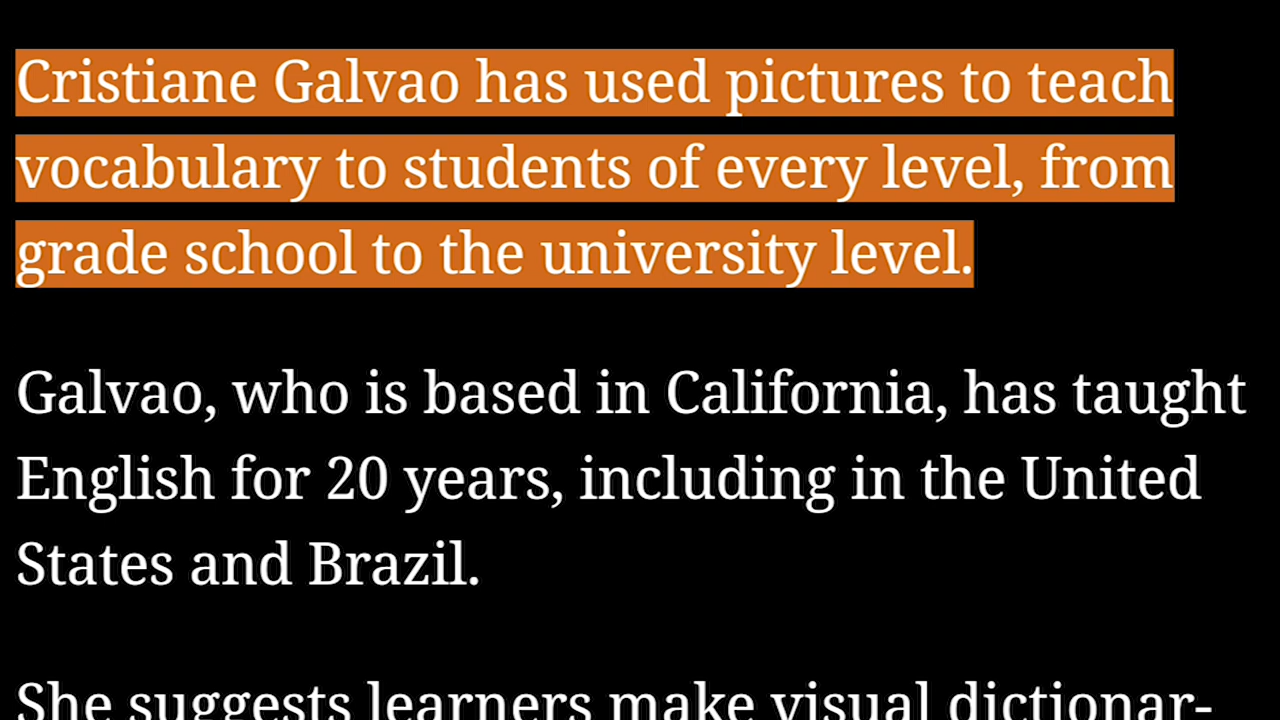 Cristiane Galvao has used pictures to teach
vocabulary to students of every level, from
grade school to the university level.
Galvao, who is based in California, has taught
English for 20 years, including in the United
States and Brazil.
She suggests learners make visual dictionar-